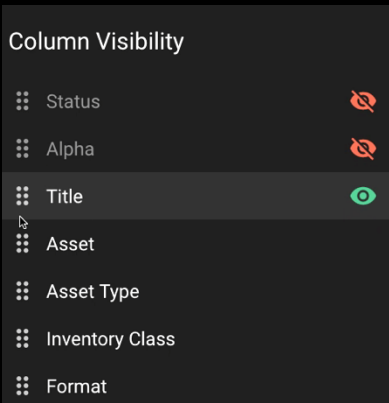 Column Visibility
Status
Alpha
Title
Asset
Asset Type
Inventory Class
Format